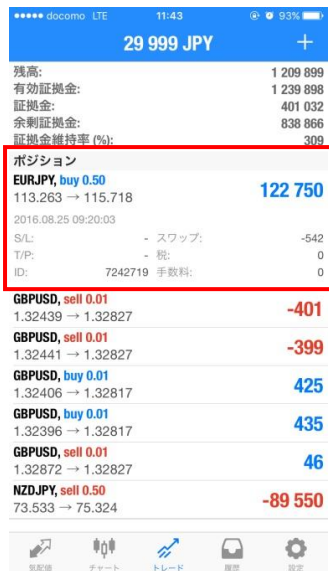 docomo LTE 11:43 93%
29 999 JPY +
残高: 1 209 899
有効証拠金: 1 239 898
証拠金: 401 032
余剰証拠金: 838 866
証拠金維持率 (%): 309
ポジション
EURJPY, buy 0.50
113.263 → 115.718 122 750
2016.08.25 09:20:03
S/L: - スワップ: -542
T/P: - 税: 0
ID: 7242719 手数料: 0
GBPUSD, sell 0.01
1.32439 → 1.32827 -401
GBPUSD, sell 0.01
1.32441 → 1.32827 -399
GBPUSD, buy 0.01
1.32406 → 1.32817 425
GBPUSD, buy 0.01
1.32396 → 1.32817 435
GBPUSD, sell 0.01
1.32872 → 1.32827 46
NZDJPY, sell 0.50
73.533 → 75.324 -89 550
気配値 チャート トレード 履歴 設定